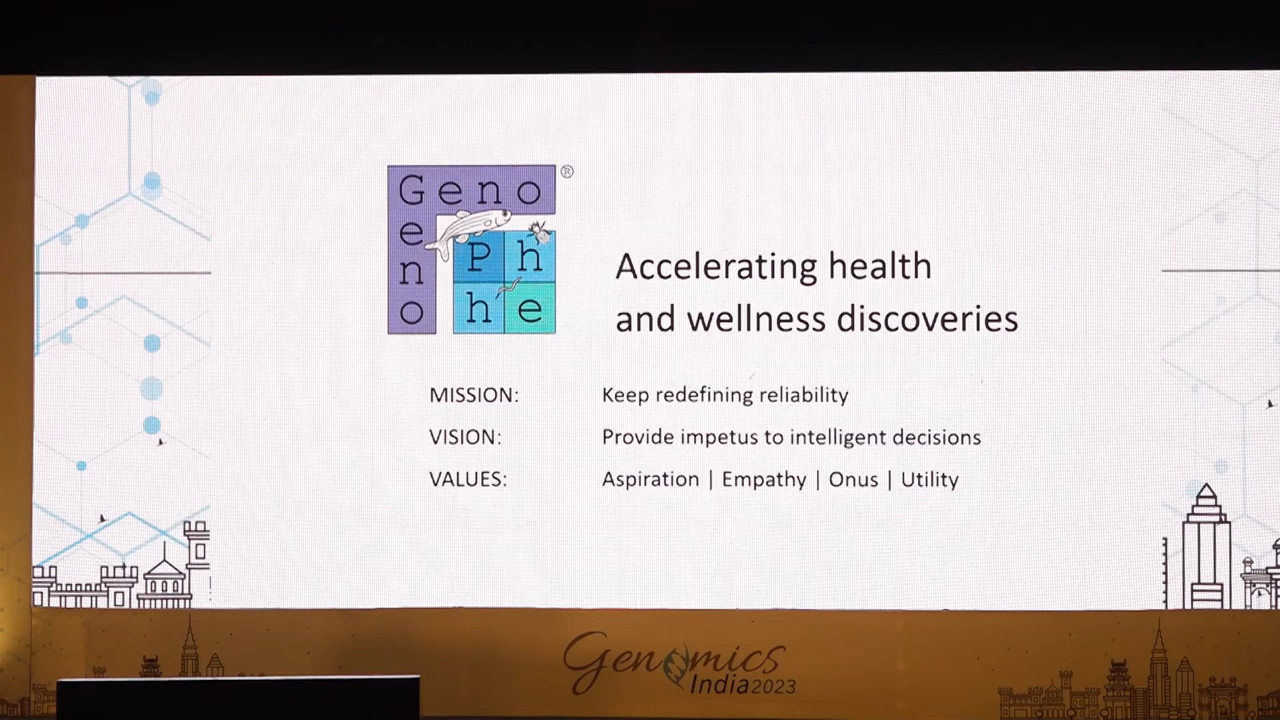 Geno
eno
Ph
he
®
Accelerating health
and wellness discoveries
MISSION: Keep redefining reliability
VISION: Provide impetus to intelligent decisions
VALUES: Aspiration | Empathy | Onus | Utility
Genomics
India2023